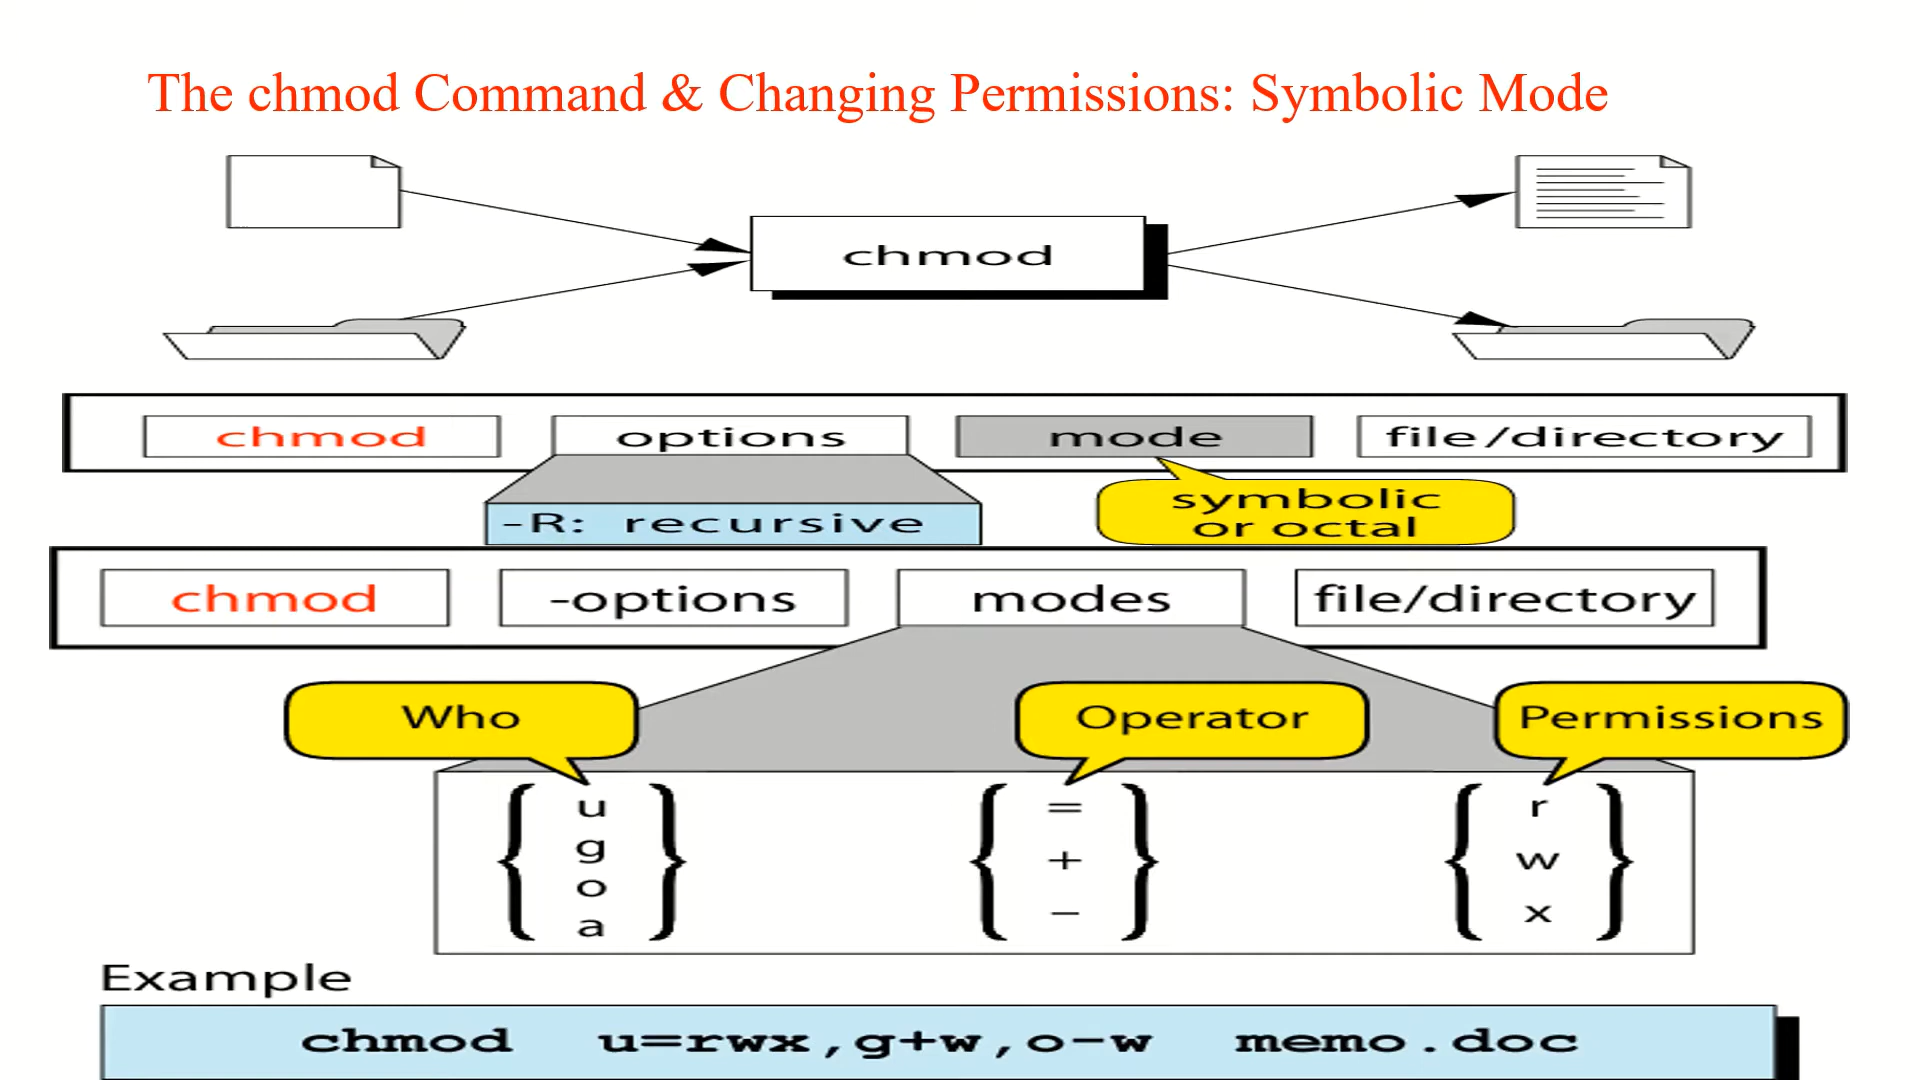 The chmod Command & Changing Permissions: Symbolic Mode
chmod
chmod options mode file/directory
-R: recursive
symbolic
or octal
chmod -options modes file/directory
Who Operator Permissions
u = r
g
+ w
o
- x
a
Example
chmod u=rwx,g+w,o-w memo.doc